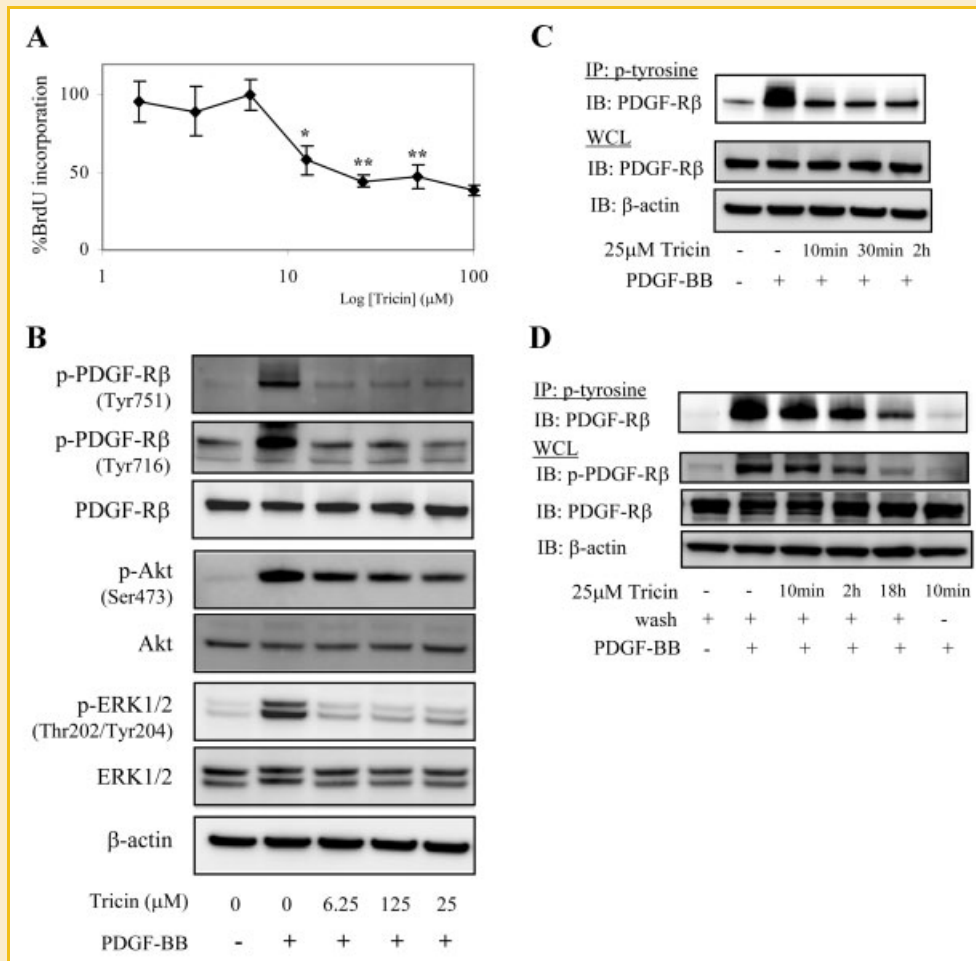 A
100
50
0
%BrdU incorporation
*
**
**
1
10
100
Log [Tricin] (μM)
B
p-PDGF-Rβ
(Tyr751)
p-PDGF-Rβ
(Tyr716)
PDGF-Rβ
p-Akt
(Ser473)
Akt
p-ERK1/2
(Thr202/Tyr204)
ERK1/2
β-actin
Tricin (μM) 0 0 6.25 125 25
PDGF-BB - + + + +
C
IP: p-tyrosine
IB: PDGF-Rβ
WCL
IB: PDGF-Rβ
IB: β-actin
25μM Tricin - - 10min 30min 2h
PDGF-BB - + + + +
D
IP: p-tyrosine
IB: PDGF-Rβ
WCL
IB: p-PDGF-Rβ
IB: PDGF-Rβ
IB: β-actin
25μM Tricin - - 10min 2h 18h 10min
wash + + + + + -
PDGF-BB - + + + + +